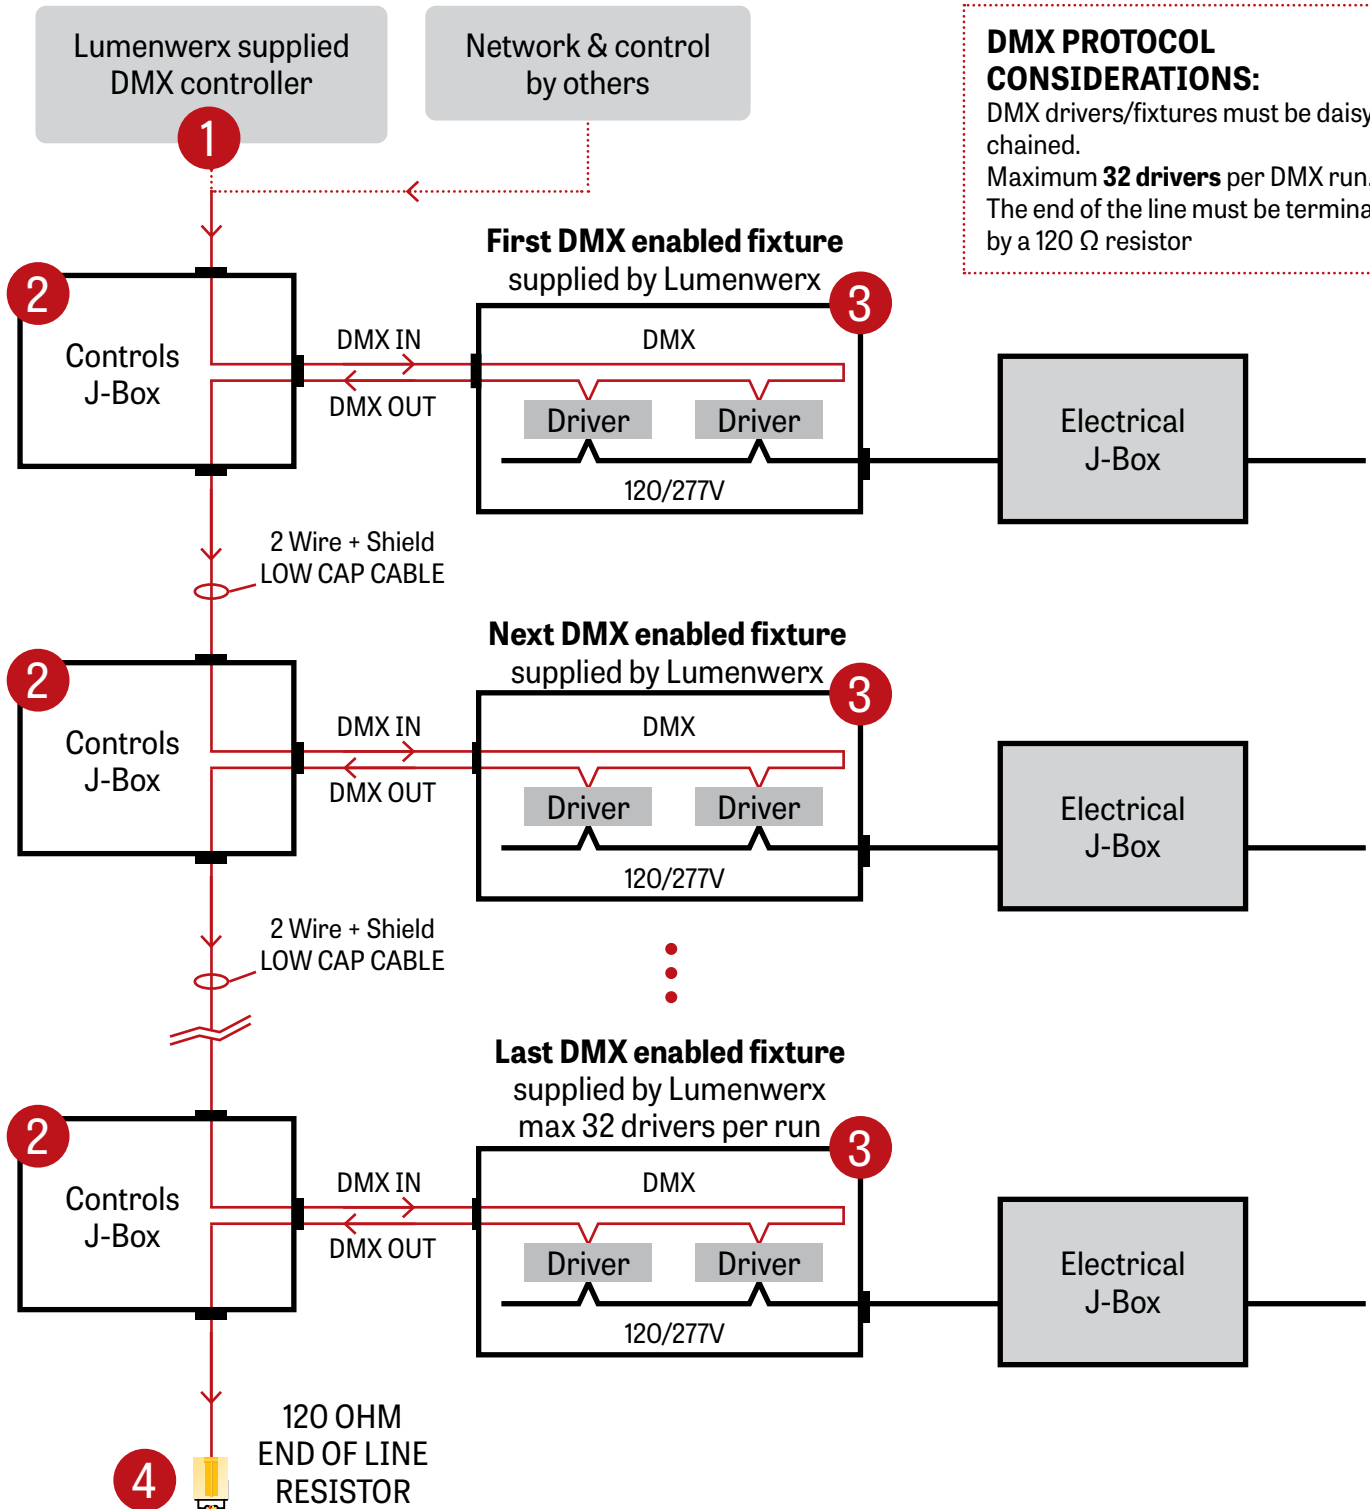 Lumenwerx supplied
DMX controller
1
Network & control
by others
DMX PROTOCOL
CONSIDERATIONS:
DMX drivers/fixtures must be daisy
chained.
Maximum 32 drivers per DMX run.
The end of the line must be termina
by a 120 Ω resistor
First DMX enabled fixture
supplied by Lumenwerx
2
Controls
J-Box
DMX IN
DMX OUT
3
DMX
Driver
Driver
120/277V
Electrical
J-Box
2 Wire + Shield
LOW CAP CABLE
Next DMX enabled fixture
supplied by Lumenwerx
2
Controls
J-Box
DMX IN
DMX OUT
3
DMX
Driver
Driver
120/277V
Electrical
J-Box
2 Wire + Shield
LOW CAP CABLE
Last DMX enabled fixture
supplied by Lumenwerx
max 32 drivers per run
2
Controls
J-Box
DMX IN
DMX OUT
3
DMX
Driver
Driver
120/277V
Electrical
J-Box
4
120 OHM
END OF LINE
RESISTOR